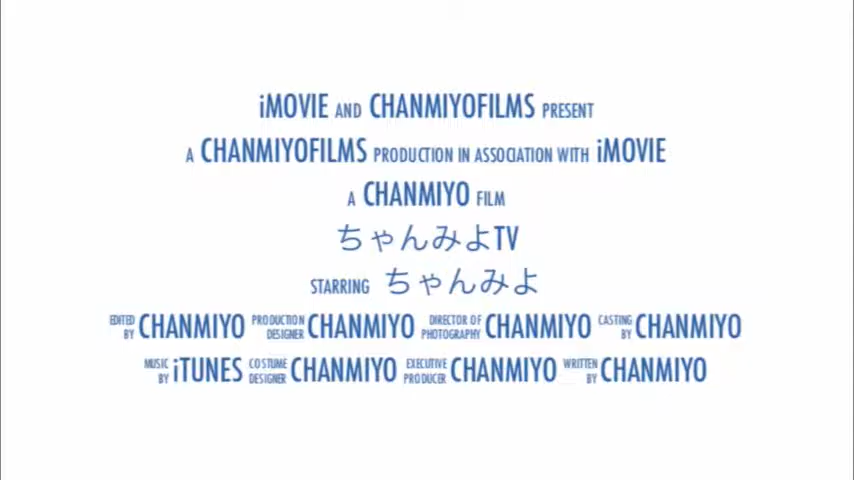 iMOVIE AND CHANMIYOFILMS PRESENT
A CHANMIYOFILMS PRODUCTION IN ASSOCIATION WITH iMOVIE
A CHANMIYO FILM
ちゃんみよTV
STARRING ちゃんみよ
EDITED BY CHANMIYO PRODUCTION DESIGNER CHANMIYO DIRECTOR OF PHOTOGRAPHY CHANMIYO CASTING BY CHANMIYO
MUSIC BY iTUNES COSTUME DESIGNER CHANMIYO EXECUTIVE PRODUCER CHANMIYO WRITTEN BY CHANMIYO